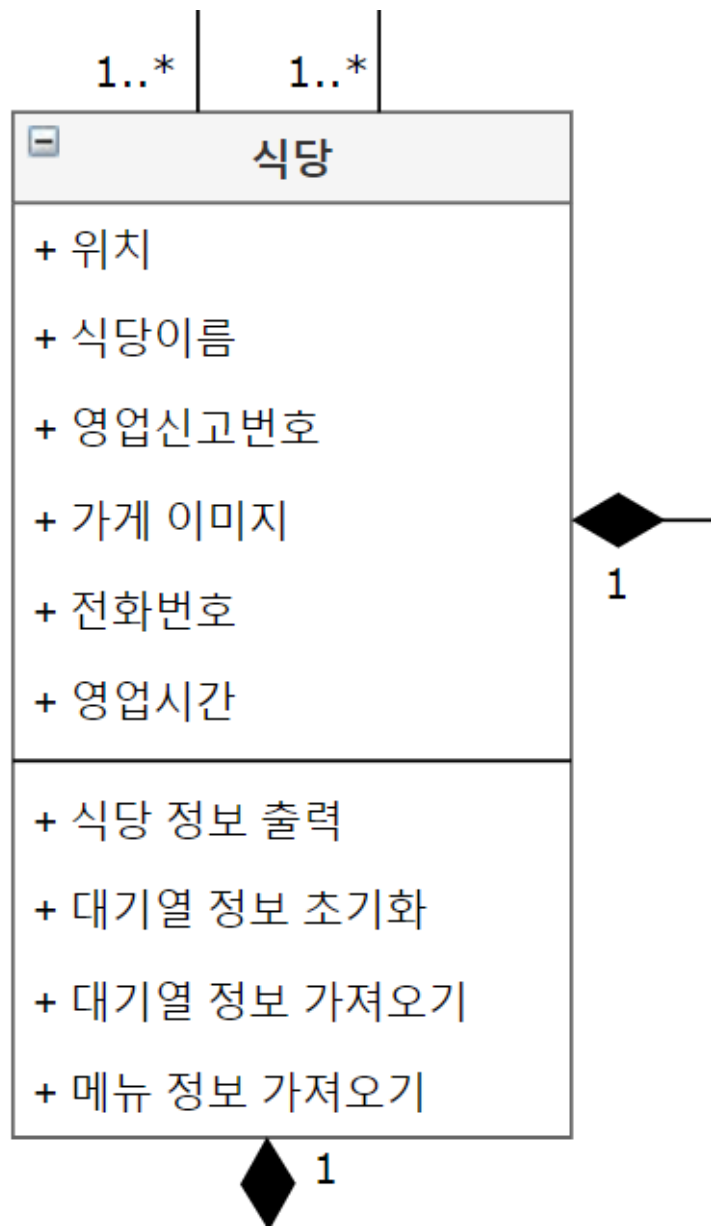 1..* 1..*
식당
+ 위치
+ 식당이름
+ 영업신고번호
+ 가게 이미지
+ 전화번호
1
+ 영업시간
+ 식당 정보 출력
+ 대기열 정보 초기화
+ 대기열 정보 가져오기
+ 메뉴 정보 가져오기
1